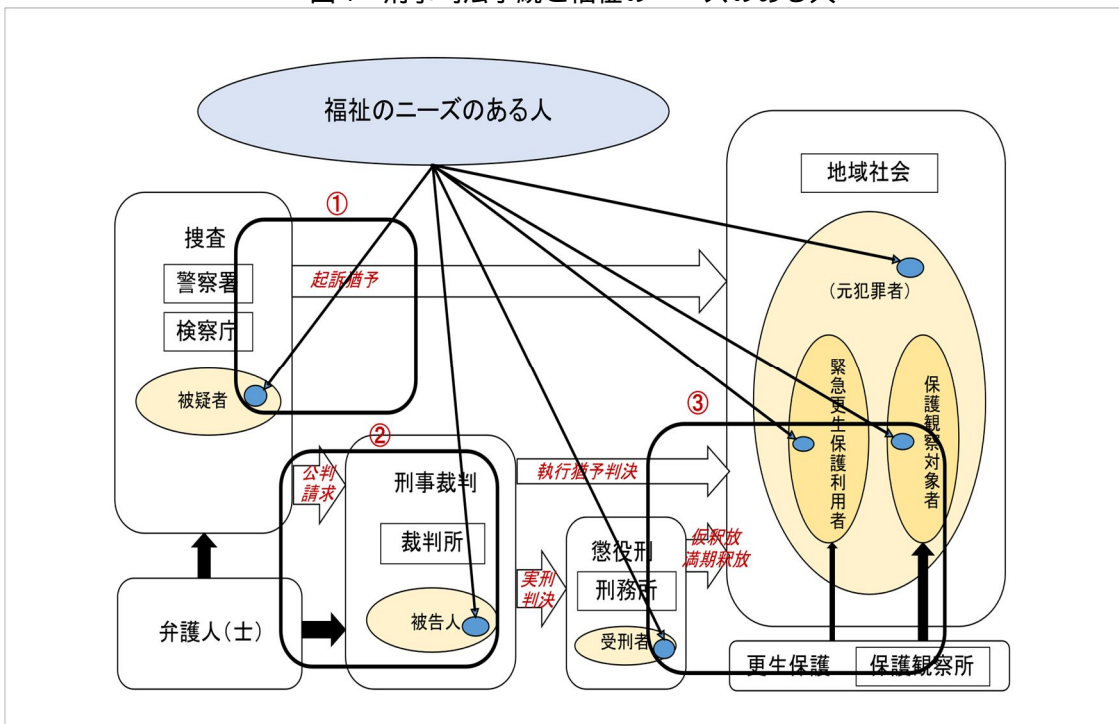 福祉のニーズのある人
①
捜査
警察署
検察庁
被疑者
起訴猶予
地域社会
(元犯罪者)
緊急更生保護利用者
保護観察対象者
②
公判
請求
刑事裁判
裁判所
被告人
執行猶予判決
実刑
判決
③
懲役刑
刑務所
受刑者
仮釈放
満期釈放
弁護人(士)
更生保護
保護観察所